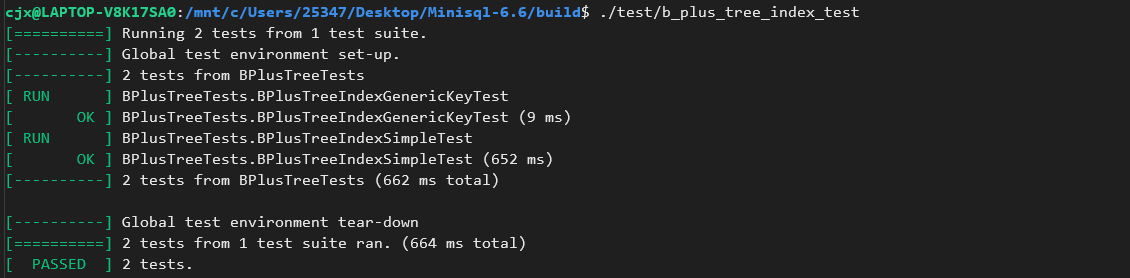 cjx@LAPTOP-V8K17SA0:/mnt/c/Users/25347/Desktop/Minisql-6.6/build$ ./test/b_plus_tree_index_test
[==========] Running 2 tests from 1 test suite.
[----------] Global test environment set-up.
[----------] 2 tests from BPlusTreeTests
[ RUN      ] BPlusTreeTests.BPlusTreeIndexGenericKeyTest
[       OK ] BPlusTreeTests.BPlusTreeIndexGenericKeyTest (9 ms)
[ RUN      ] BPlusTreeTests.BPlusTreeIndexSimpleTest
[       OK ] BPlusTreeTests.BPlusTreeIndexSimpleTest (652 ms)
[----------] 2 tests from BPlusTreeTests (662 ms total)
[----------] Global test environment tear-down
[==========] 2 tests from 1 test suite ran. (664 ms total)
[  PASSED  ] 2 tests.